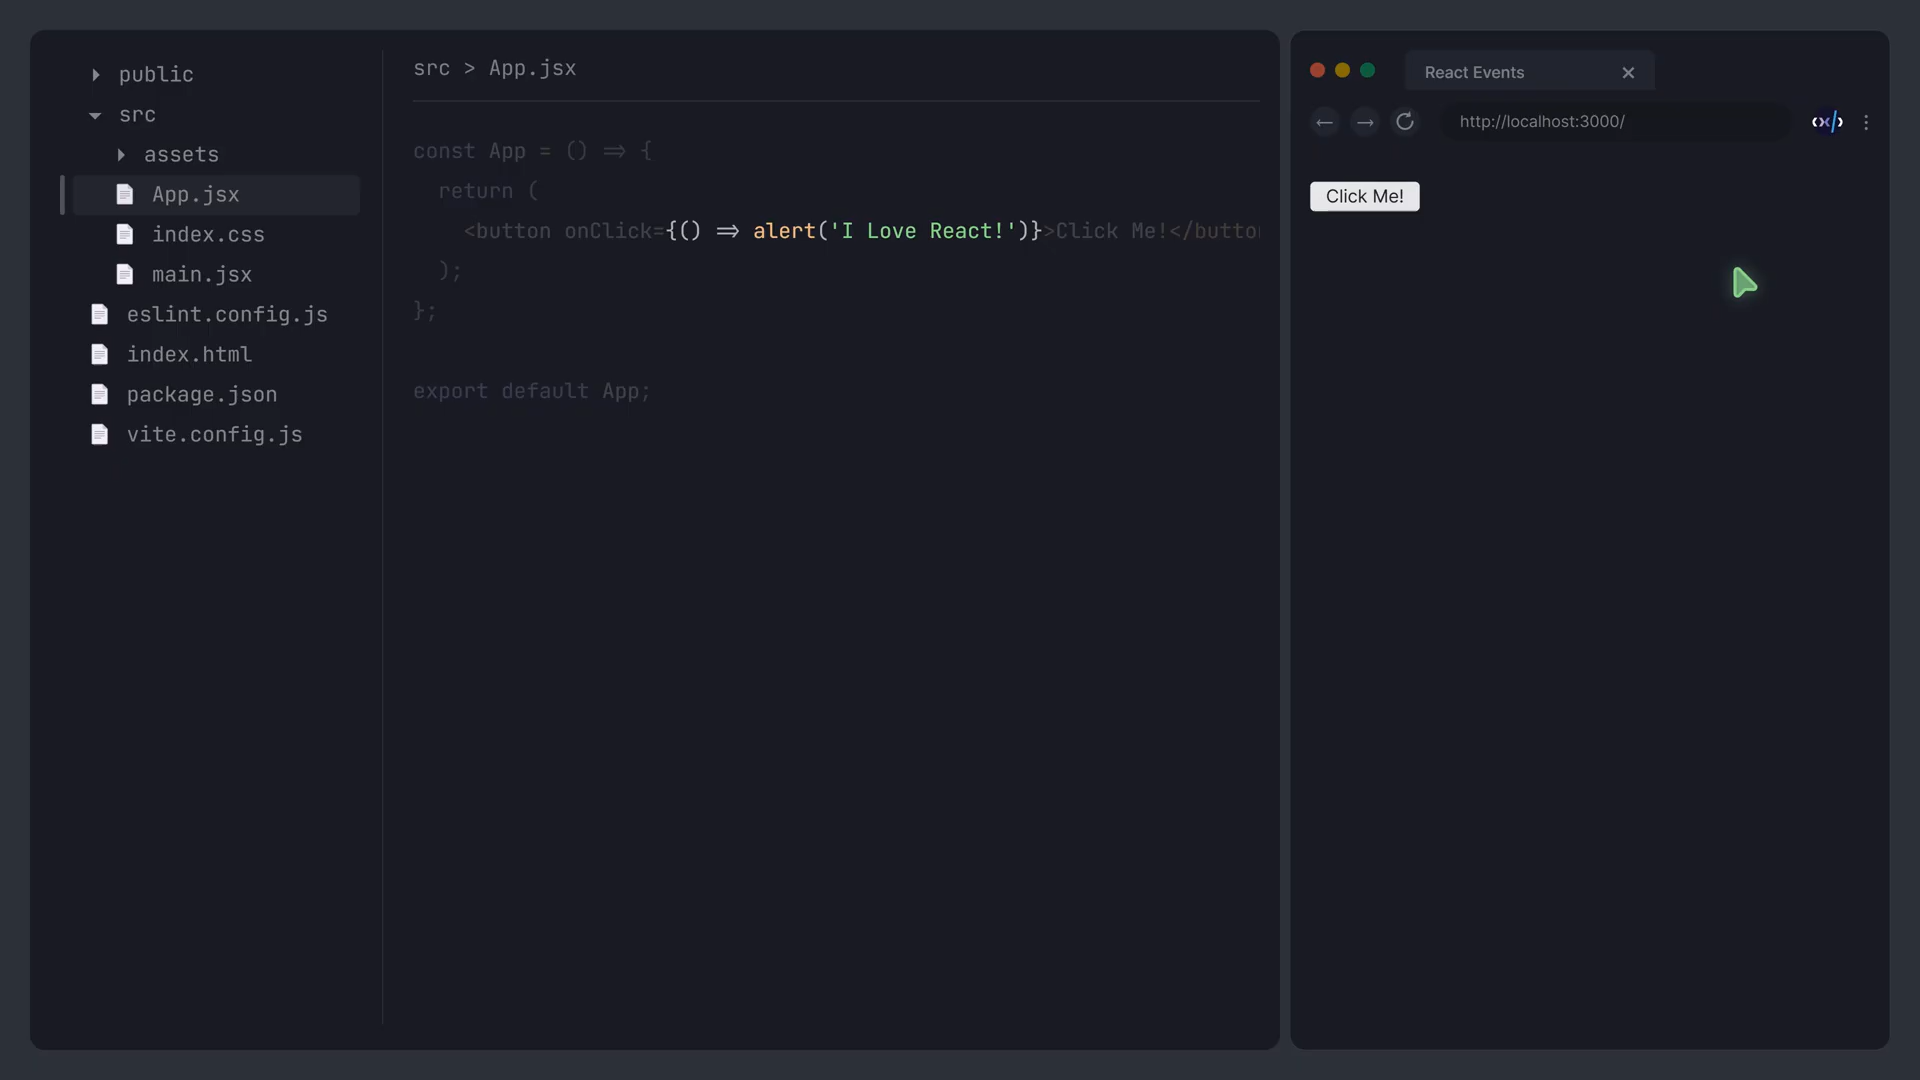 public
src
assets
App.jsx
index.css
main.jsx
eslint.config.js
index.html
package.json
vite.config.js
src > App.jsx
const App = () => {
return (
<button onClick={() => alert('I Love React!')}>Click Me!</butto
);
};
export default App;
React Events
http://localhost:3000/
Click Me!